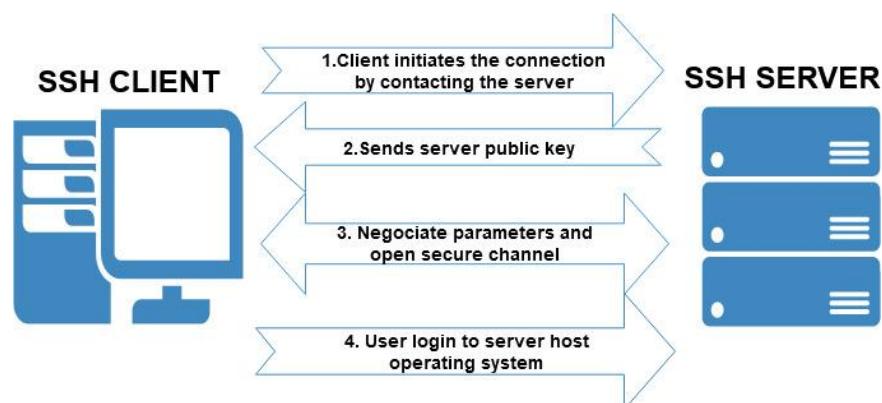 SSH CLIENT
1.Client initiates the connection
by contacting the server
SSH SERVER
2.Sends server public key
3. Negociate parameters and
open secure channel
4. User login to server host
operating system